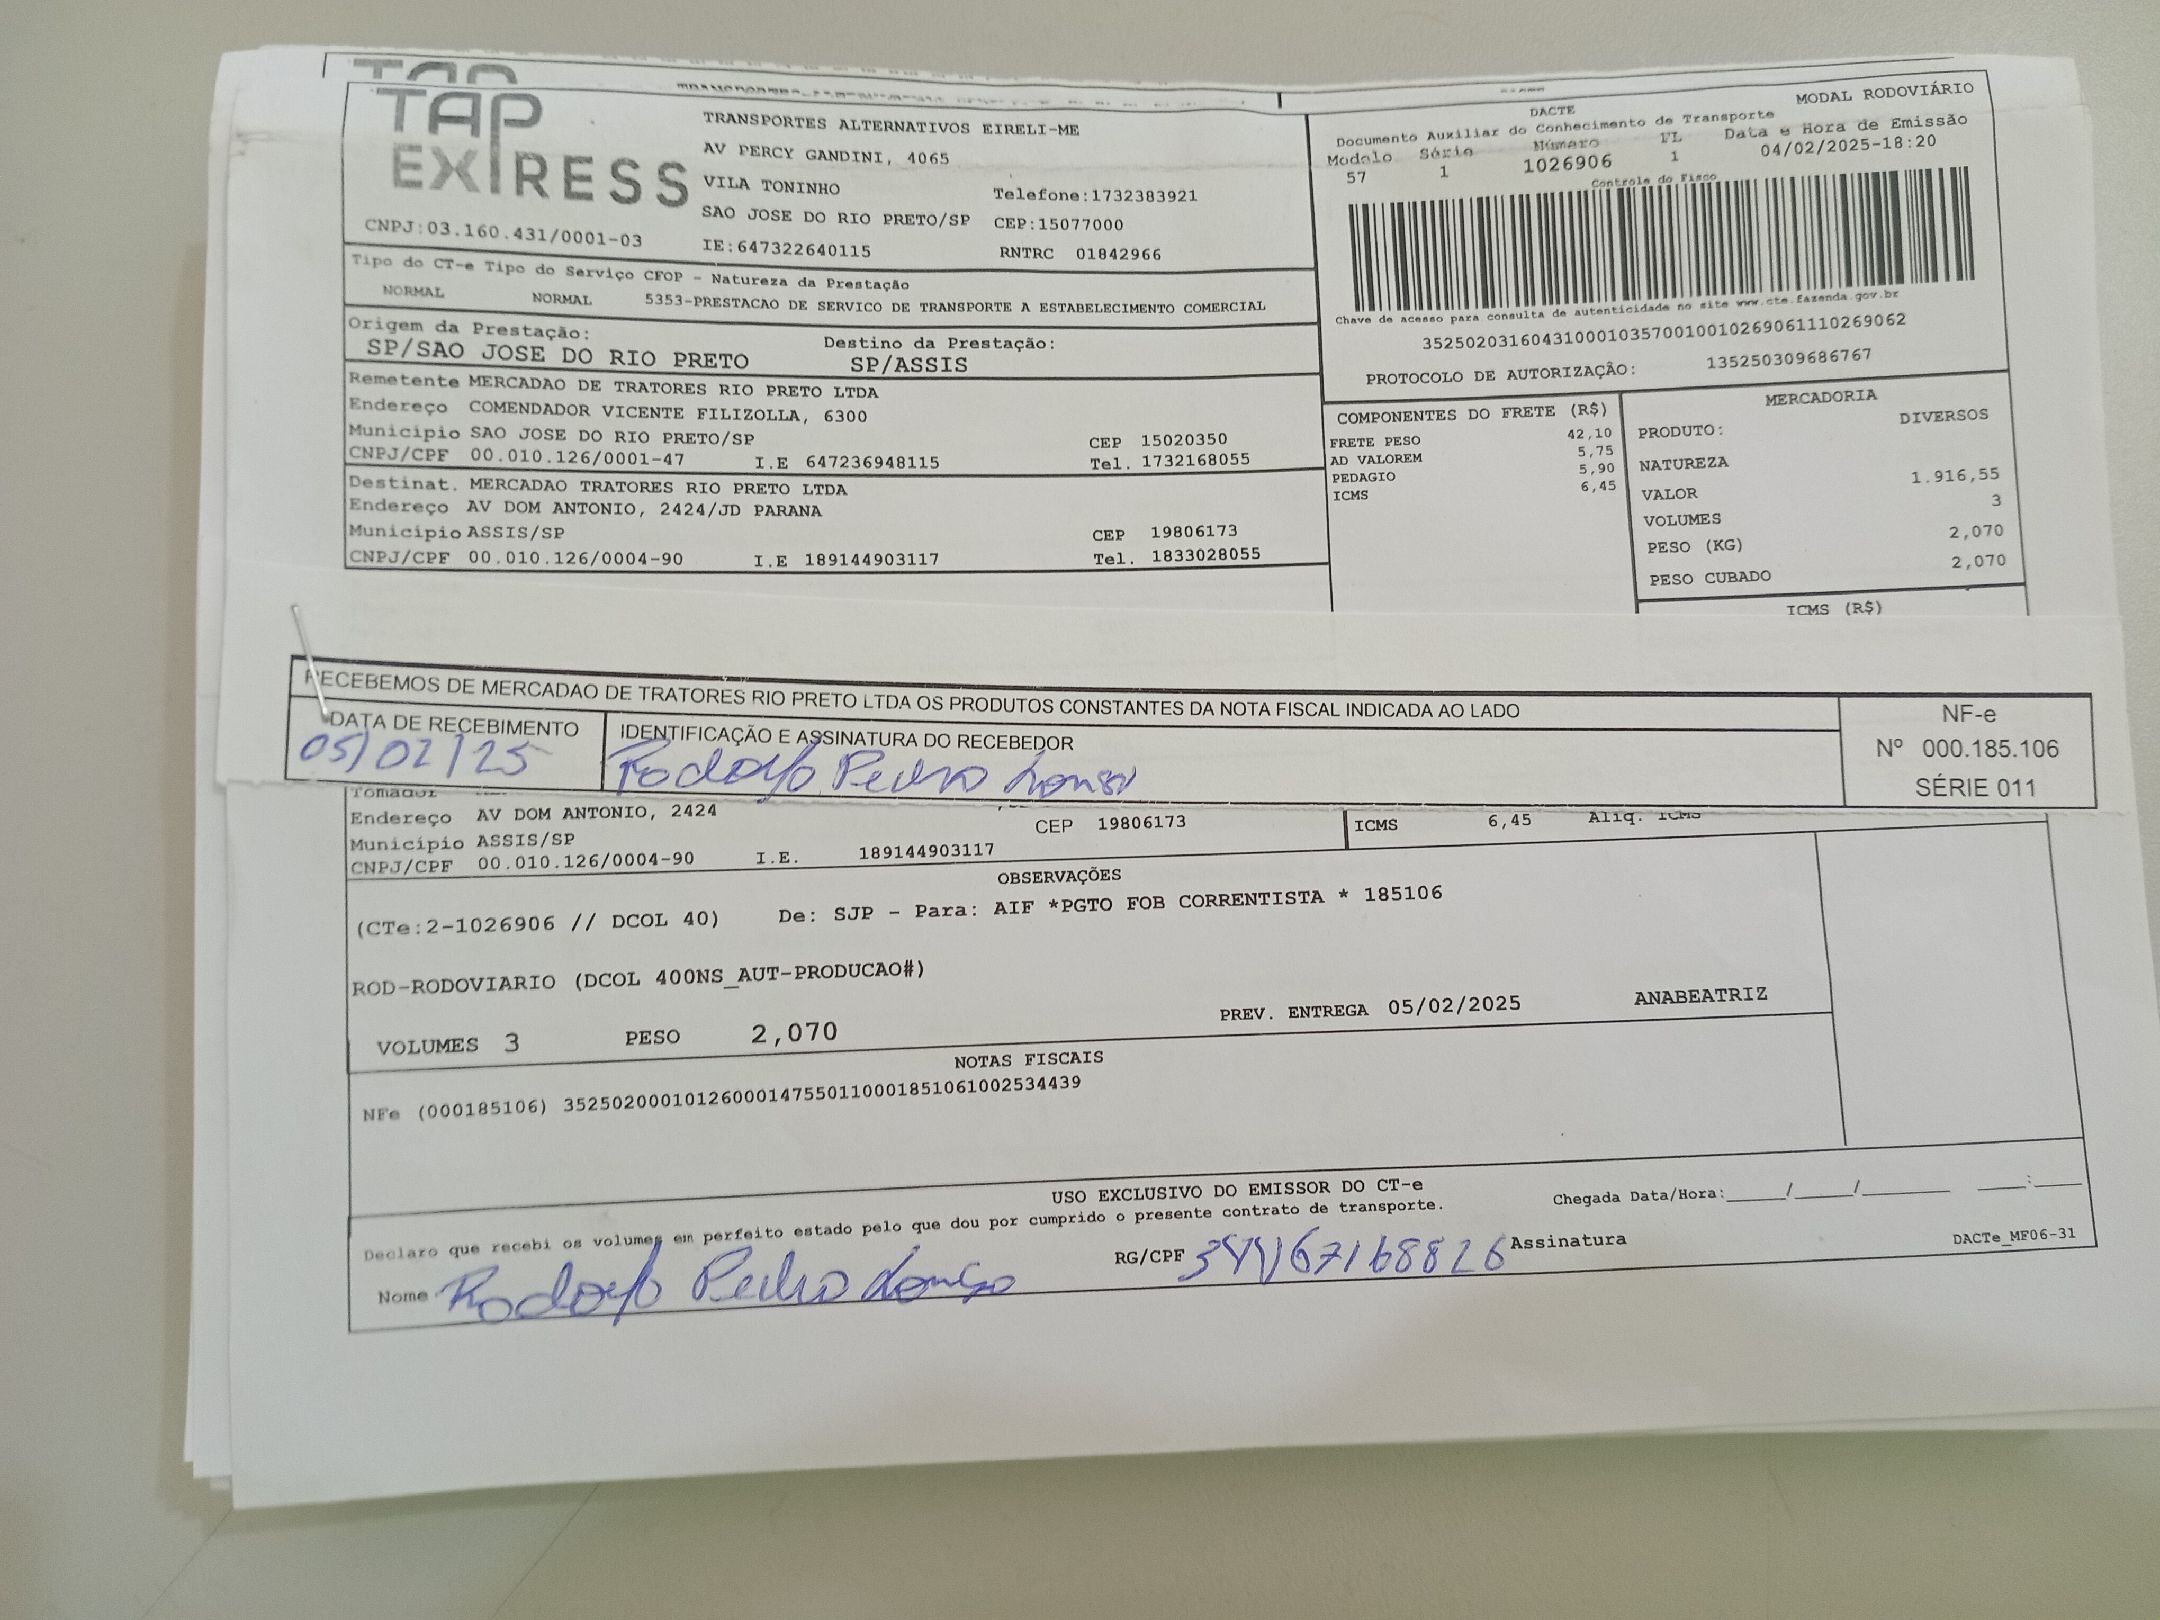 TAP
EXPRESS
CNPJ:03.160.431/0001-03
TRANSPORTES ALTERNATIVOS EIRELI-ME
AV PERCY GANDINI, 4065
VILA TONINHO Telefone:1732383921
SAO JOSE DO RIO PRETO/SP CEP:15077000
IE:647322640115 RNTRC 01842966
MODAL RODOVIÁRIO
DACTE
Documento Auxiliar do Conhecimento de Transporte
Modelo Série Número FL Data e Hora de Emissão
57 1 1026906 1 04/02/2025-18:20
Controle do Fisco
Chave de acesso para consulta de autenticidade no site www.cte.fazenda.gov.br
35250203160431000103570010010269061110269062
PROTOCOLO DE AUTORIZAÇÃO: 135250309686767
Tipo do CT-e Tipo do Serviço CFOP - Natureza da Prestação
NORMAL NORMAL 5353-PRESTACAO DE SERVICO DE TRANSPORTE A ESTABELECIMENTO COMERCIAL
Origem da Prestação: Destino da Prestação:
SP/SAO JOSE DO RIO PRETO SP/ASSIS
Remetente MERCADAO DE TRATORES RIO PRETO LTDA
Endereço COMENDADOR VICENTE FILIZOLLA, 6300
Município SAO JOSE DO RIO PRETO/SP CEP 15020350
CNPJ/CPF 00.010.126/0001-47 I.E 647236948115 Tel. 1732168055
Destinat. MERCADAO TRATORES RIO PRETO LTDA
Endereço AV DOM ANTONIO, 2424/JD PARANA
Município ASSIS/SP CEP 19806173
CNPJ/CPF 00.010.126/0004-90 I.E 189144903117 Tel. 1833028055
COMPONENTES DO FRETE (R$)
FRETE PESO 42,10
AD VALOREM 5,75
PEDAGIO 5,90
ICMS 6,45
MERCADORIA
PRODUTO: DIVERSOS
NATUREZA
VALOR 1.916,55
VOLUMES 3
PESO (KG) 2,070
PESO CUBADO 2,070
ICMS (R$)
RECEBEMOS DE MERCADAO DE TRATORES RIO PRETO LTDA OS PRODUTOS CONSTANTES DA NOTA FISCAL INDICADA AO LADO
DATA DE RECEBIMENTO IDENTIFICAÇÃO E ASSINATURA DO RECEBEDOR
05/02/25 Rodolfo Pedro
NF-e
Nº 000.185.106
SÉRIE 011
Tomador
Endereço AV DOM ANTONIO, 2424
Município ASSIS/SP CEP 19806173
CNPJ/CPF 00.010.126/0004-90 I.E. 189144903117
ICMS 6,45 Aliq. ICMS
OBSERVAÇÕES
(CTe:2-1026906 // DCOL 40) De: SJP - Para: AIF *PGTO FOB CORRENTISTA * 185106
ROD-RODOVIARIO (DCOL 400NS_AUT-PRODUCAO#)
VOLUMES 3 PESO 2,070 PREV. ENTREGA 05/02/2025 ANABEATRIZ
NOTAS FISCAIS
NFe (000185106) 35250200010126000147550110001851061002534439
USO EXCLUSIVO DO EMISSOR DO CT-e
Declaro que recebi os volumes em perfeito estado pelo que dou por cumprido o presente contrato de transporte.
Chegada Data/Hora:_____/_____/________ ____:____
Nome Rodolfo Pedro RG/CPF Assinatura
DACTe_MF06-31